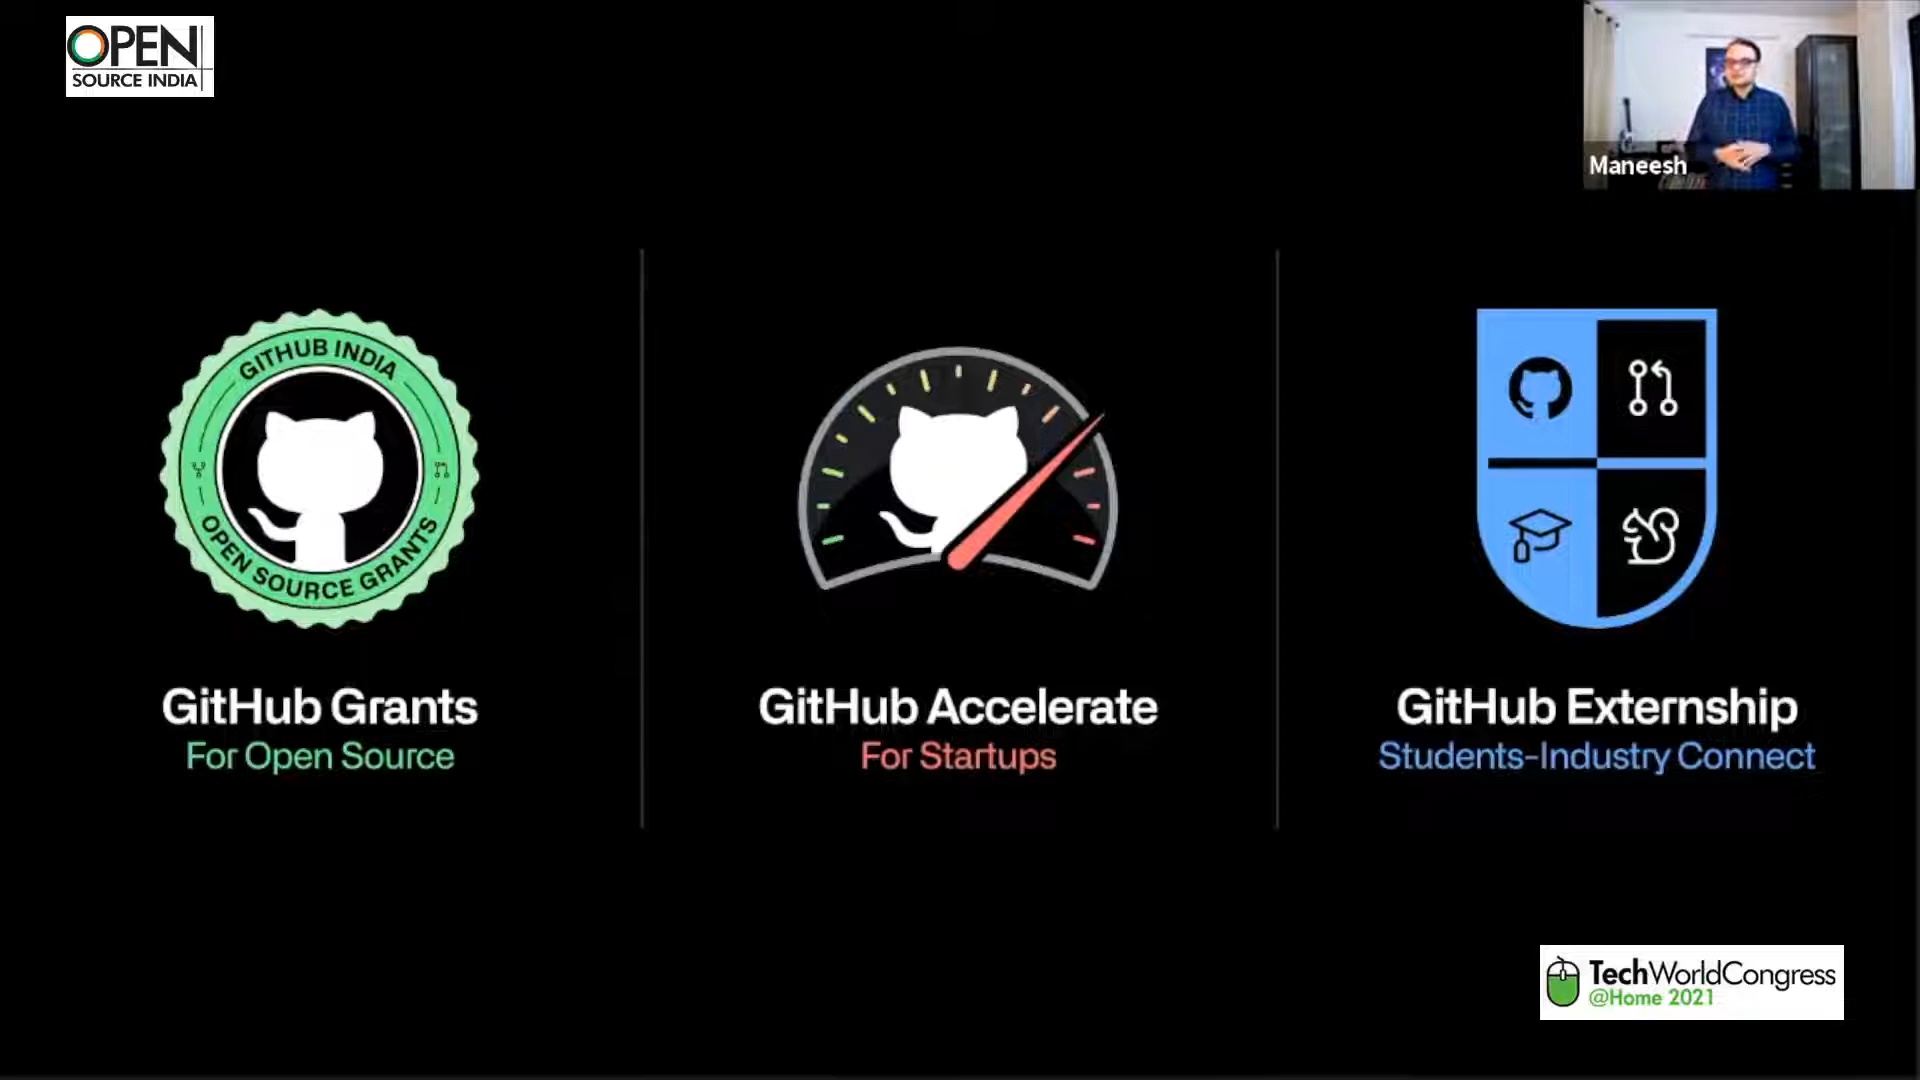 OPEN
SOURCE INDIA
Maneesh
GITHUB INDIA
OPEN SOURCE GRANTS
GitHub Grants
For Open Source
GitHub Accelerate
For Startups
GitHub Externship
Students-Industry Connect
TechWorldCongress
@Home 2021